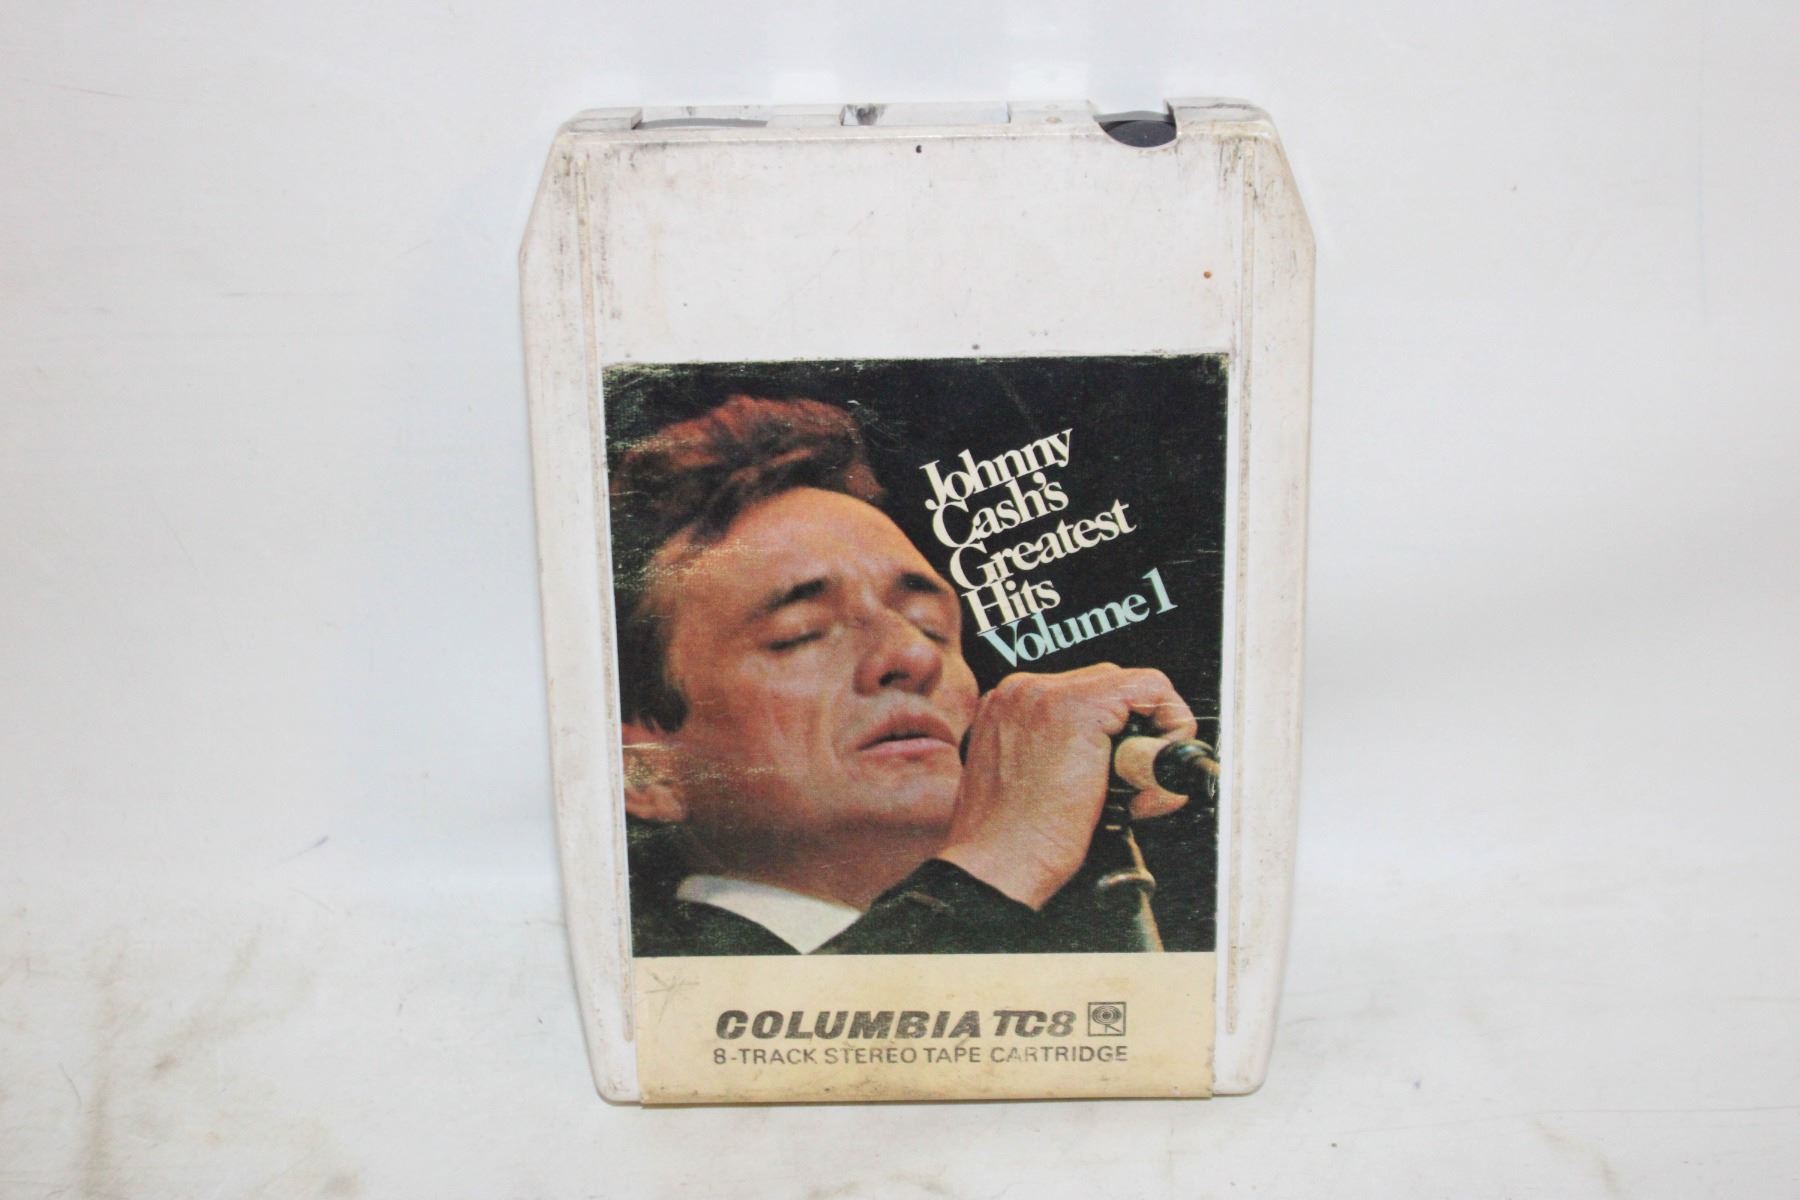 Johnny
Cash's
Greatest
Hits
Volume 1
COLUMBIA TC8
8-TRACK STEREO TAPE CARTRIDGE